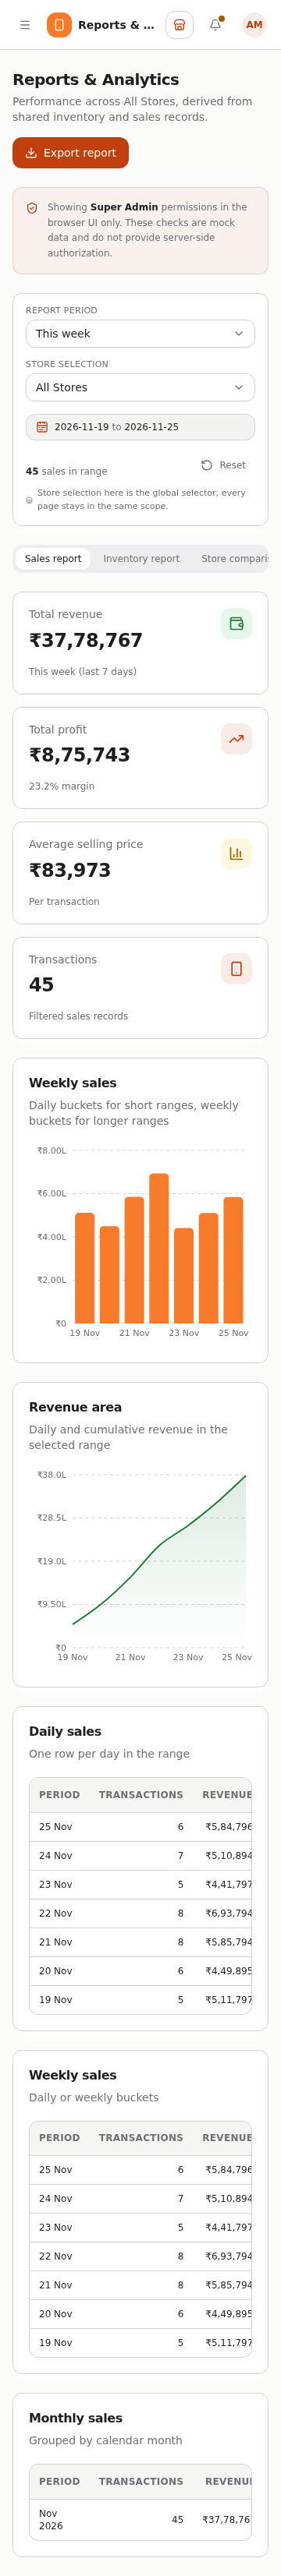 Reports & ...
AM
Reports & Analytics
Performance across All Stores, derived from
shared inventory and sales records.
Export report
Showing Super Admin permissions in the
browser UI only. These checks are mock
data and do not provide server-side
authorization.
REPORT PERIOD
This week
STORE SELECTION
All Stores
2026-11-19 to 2026-11-25
45 sales in range
Reset
Store selection here is the global selector; every
page stays in the same scope.
Sales report Inventory report Store comparis
Total revenue
₹37,78,767
This week (last 7 days)
Total profit
₹8,75,743
23.2% margin
Average selling price
₹83,973
Per transaction
Transactions
45
Filtered sales records
Weekly sales
Daily buckets for short ranges, weekly
buckets for longer ranges
₹8.00L
₹6.00L
₹4.00L
₹2.00L
₹0
19 Nov 21 Nov 23 Nov 25 Nov
Revenue area
Daily and cumulative revenue in the
selected range
₹38.0L
₹28.5L
₹19.0L
₹9.50L
₹0
19 Nov 21 Nov 23 Nov 25 Nov
Daily sales
One row per day in the range
PERIOD TRANSACTIONS REVENUE
25 Nov 6 ₹5,84,796
24 Nov 7 ₹5,10,894
23 Nov 5 ₹4,41,797
22 Nov 8 ₹6,93,794
21 Nov 8 ₹5,85,794
20 Nov 6 ₹4,49,895
19 Nov 5 ₹5,11,797
Weekly sales
Daily or weekly buckets
PERIOD TRANSACTIONS REVENUE
25 Nov 6 ₹5,84,796
24 Nov 7 ₹5,10,894
23 Nov 5 ₹4,41,797
22 Nov 8 ₹6,93,794
21 Nov 8 ₹5,85,794
20 Nov 6 ₹4,49,895
19 Nov 5 ₹5,11,797
Monthly sales
Grouped by calendar month
PERIOD TRANSACTIONS REVENU
Nov
2026 45 ₹37,78,76